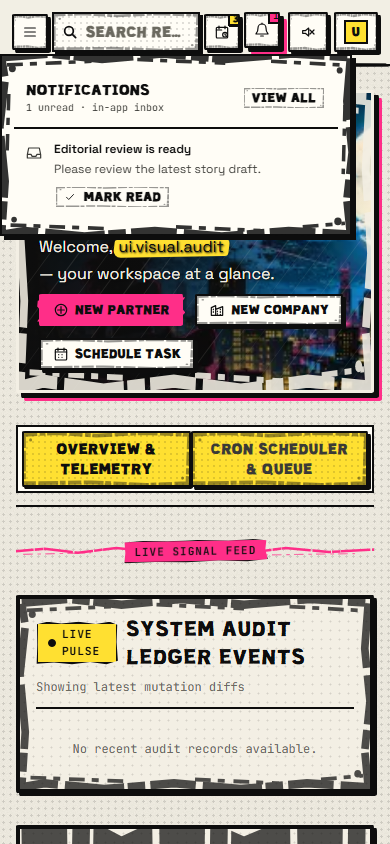 SEARCH RE...
U
NOTIFICATIONS
1 unread · in-app inbox
VIEW ALL
Editorial review is ready
Please review the latest story draft.
MARK READ
Welcome, ui.visual.audit
— your workspace at a glance.
NEW PARTNER
NEW COMPANY
SCHEDULE TASK
OVERVIEW &
TELEMETRY
CRON SCHEDULER
& QUEUE
LIVE SIGNAL FEED
LIVE
PULSE
SYSTEM AUDIT
LEDGER EVENTS
Showing latest mutation diffs
No recent audit records available.